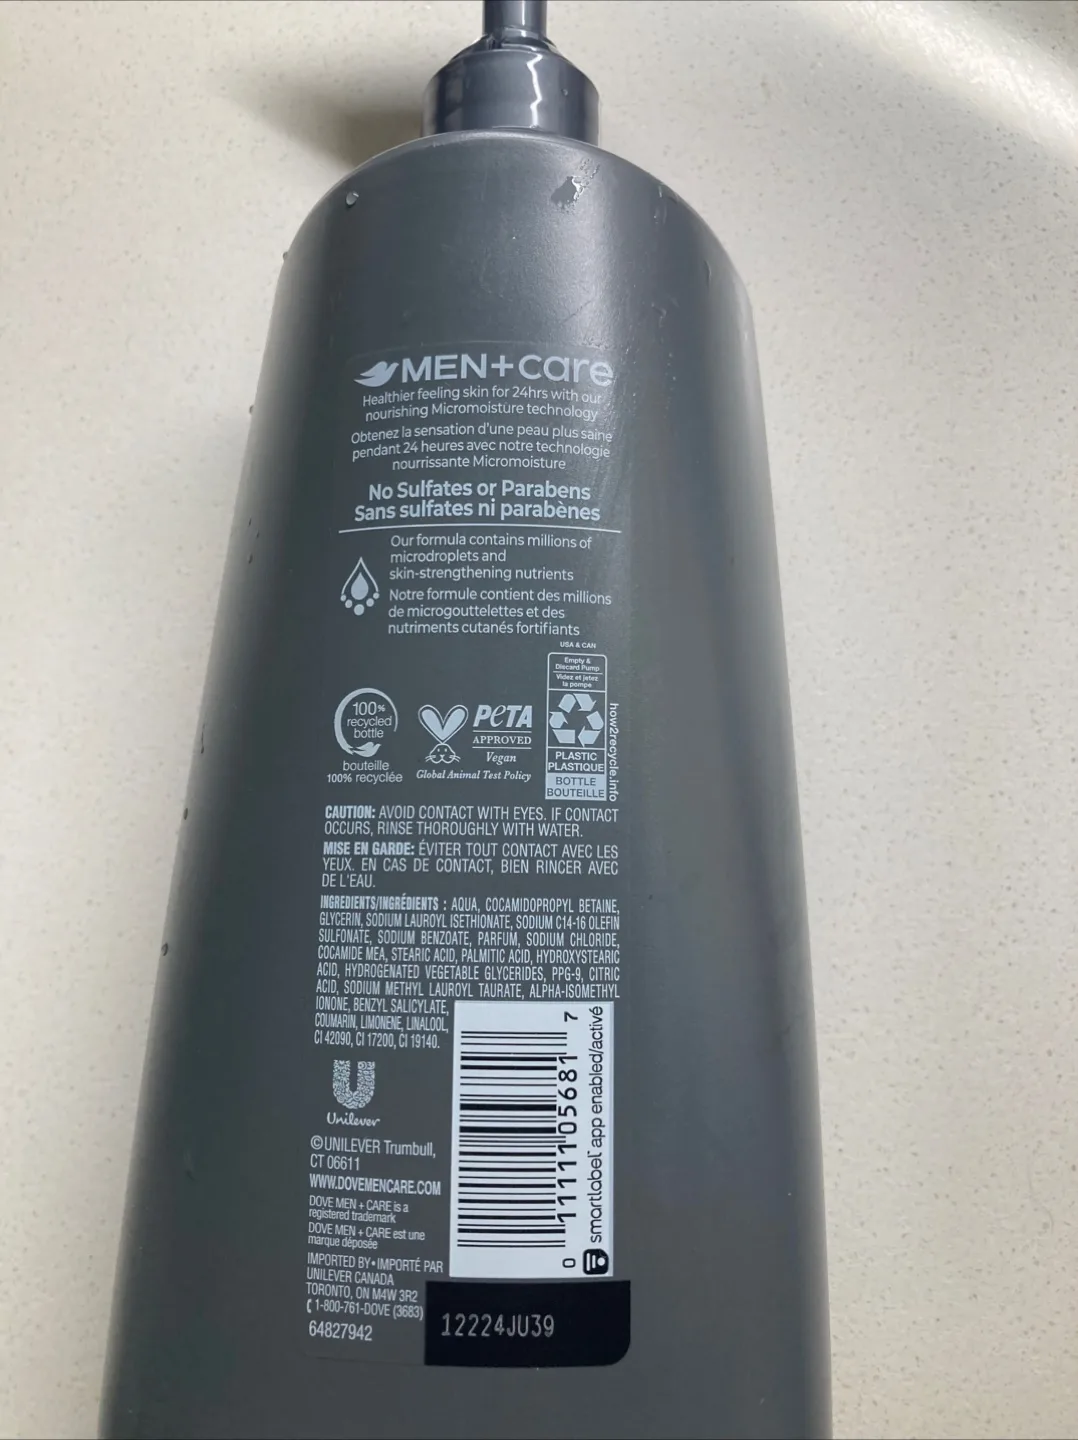 MEN+care
Healthier feeling skin for 24hrs with our
nourishing Micromoisture technology
Obtenez la sensation d'une peau plus saine
pendant 24 heures avec notre technologie
nourrissante Micromoisture
No Sulfates or Parabens
Sans sulfates ni parabènes
Our formula contains millions of
microdroplets and
skin-strengthening nutrients
Notre formule contient des millions
de microgouttelettes et des
nutriments cutanés fortifiants
100%
recycled
bottle
bouteille
100% recyclée
PETA
APPROVED
Vegan
Global Animal Test Policy
USA & CAN
Empty &
Discard Pump
Videz et jetez
la pompe
PLASTIC
PLASTIQUE
BOTTLE
BOUTEILLE
how2recycle.info
CAUTION: AVOID CONTACT WITH EYES. IF CONTACT
OCCURS, RINSE THOROUGHLY WITH WATER.
MISE EN GARDE: ÉVITER TOUT CONTACT AVEC LES
YEUX. EN CAS DE CONTACT, BIEN RINCER AVEC
DE L'EAU.
INGREDIENTS/INGRÉDIENTS : AQUA, COCAMIDOPROPYL BETAINE,
GLYCERIN, SODIUM LAUROYL ISETHIONATE, SODIUM C14-16 OLEFIN
SULFONATE, SODIUM BENZOATE, PARFUM, SODIUM CHLORIDE,
COCAMIDE MEA, STEARIC ACID, PALMITIC ACID, HYDROXYSTEARIC
ACID, HYDROGENATED VEGETABLE GLYCERIDES, PPG-9, CITRIC
ACID, SODIUM METHYL LAUROYL TAURATE, ALPHA-ISOMETHYL
IONONE, BENZYL SALICYLATE,
COUMARIN, LIMONENE, LINALOOL,
CI 42090, CI 17200, CI 19140.
Unilever
©UNILEVER Trumbull,
CT 06611
WWW.DOVEMENCARE.COM
DOVE MEN + CARE is a
registered trademark
DOVE MEN + CARE est une
marque déposée
IMPORTED BY•IMPORTÉ PAR
UNILEVER CANADA
TORONTO, ON M4W 3R2
1-800-761-DOVE (3683)
64827942
0 11111 05681 7
smartlabel app enabled/activé
12224JU39